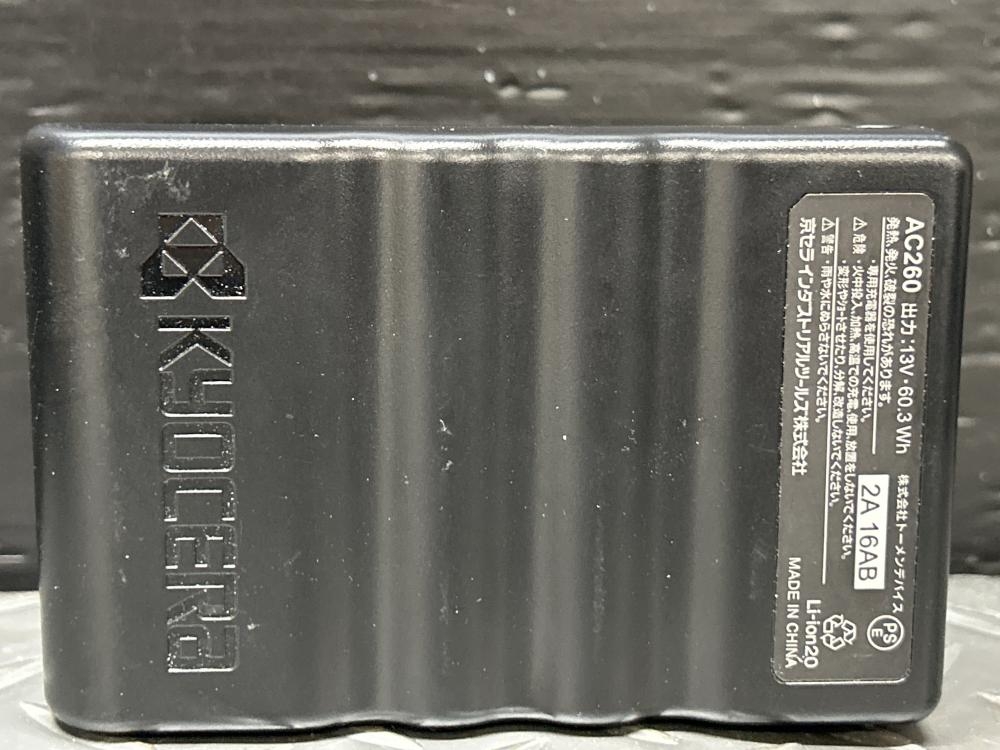 KYOCERA
AC260 出力:13V・60.3 Wh
発熱、発火、破裂の恐れがあります。
・専用充電器を使用してください。
⚠危険 ・火中投入、加熱、高温での充電、使用、放置をしないでください。
・変形やショートさせたり、分解、改造しないでください。
⚠警告 ・雨や水にぬらさないでください。
京セラインダストリアルツールズ株式会社
株式会社トーメンデバイス
PS
E
2A 16AB
Li-ion20
MADE IN CHINA